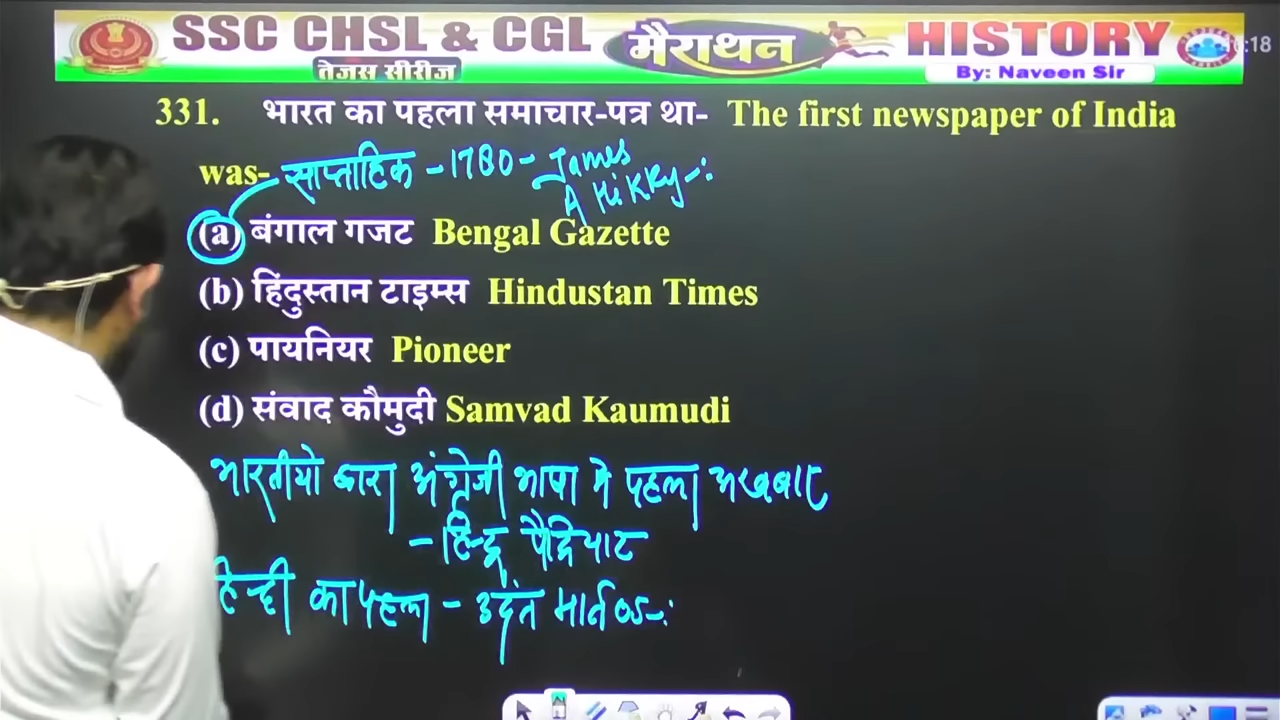 SSC CHSL & CGL मैराथन HISTORY
तेजस सीरीज
By: Naveen Sir
:18
331. भारत का पहला समाचार-पत्र था- The first newspaper of India
was- साप्ताहिक - 1780 - James
A Hikky -:
(a) बंगाल गजट Bengal Gazette
(b) हिंदुस्तान टाइम्स Hindustan Times
(c) पायनियर Pioneer
(d) संवाद कौमुदी Samvad Kaumudi
भारतीयो द्वारा अंग्रेजी भाषा मे पहला अखबार
- हिन्दू पैट्रियाट
हिन्दी का पहला - उदंत मार्तण्ड -: